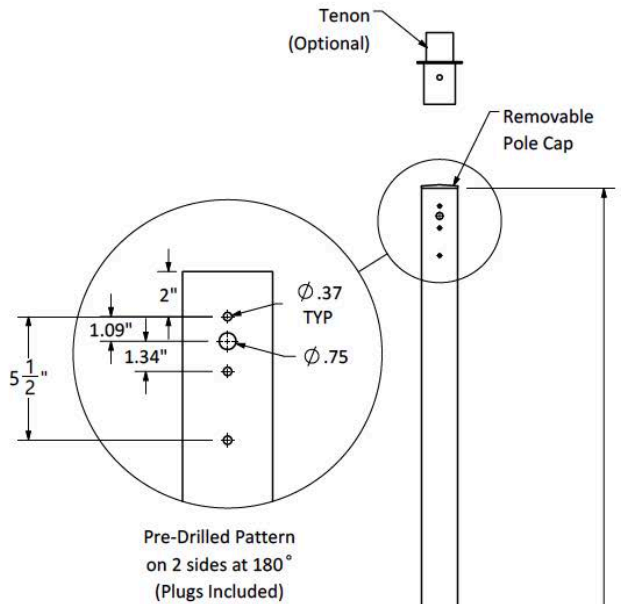 Tenon
(Optional)
Removable
Pole Cap
2"
Ø .37
TYP
1.09"
1.34"
Ø .75
5 1/2"
Pre-Drilled Pattern
on 2 sides at 180°
(Plugs Included)